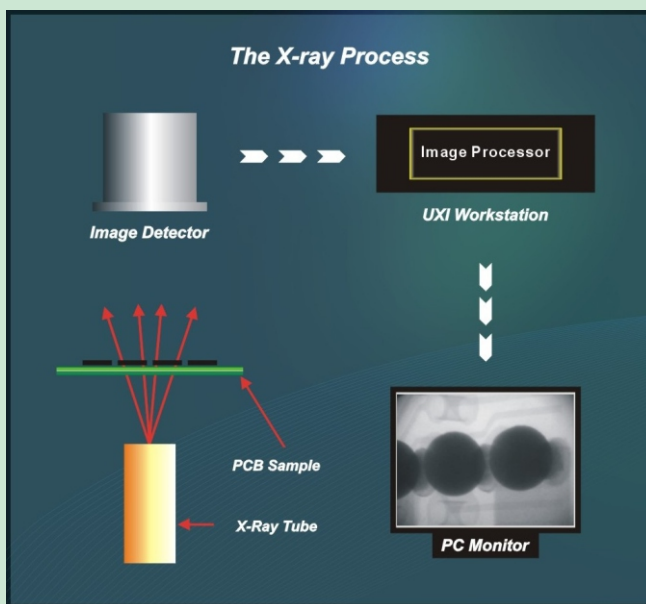 The X-ray Process
Image Processor
Image Detector
UXI Workstation
PCB Sample
X-Ray Tube
PC Monitor